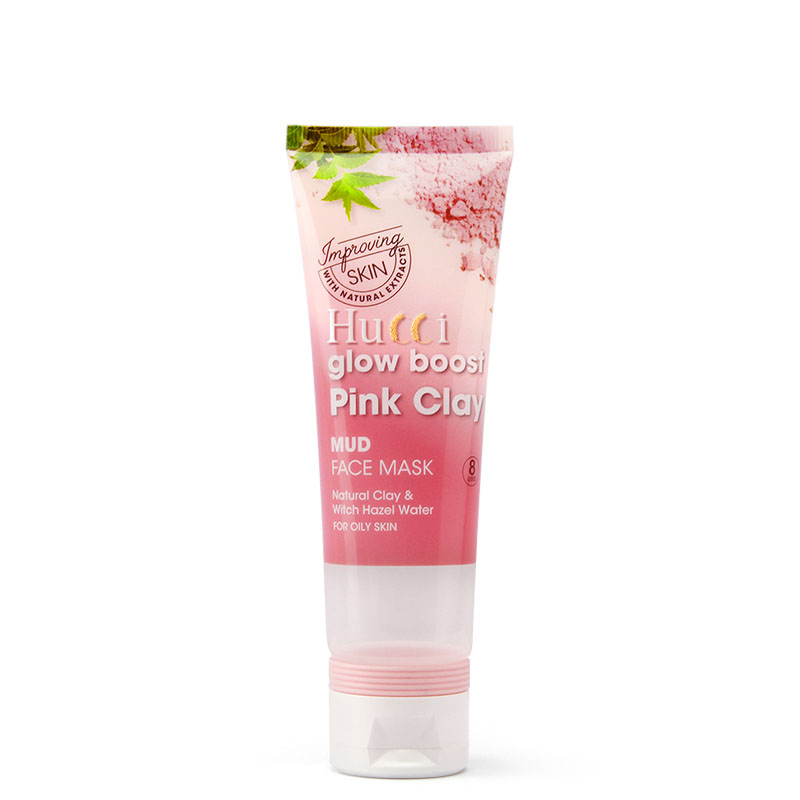 Improving
SKIN
WITH NATURAL EXTRACTS
Hucci
glow boost
Pink Clay
MUD
FACE MASK
8
Natural Clay &
Witch Hazel Water
FOR OILY SKIN